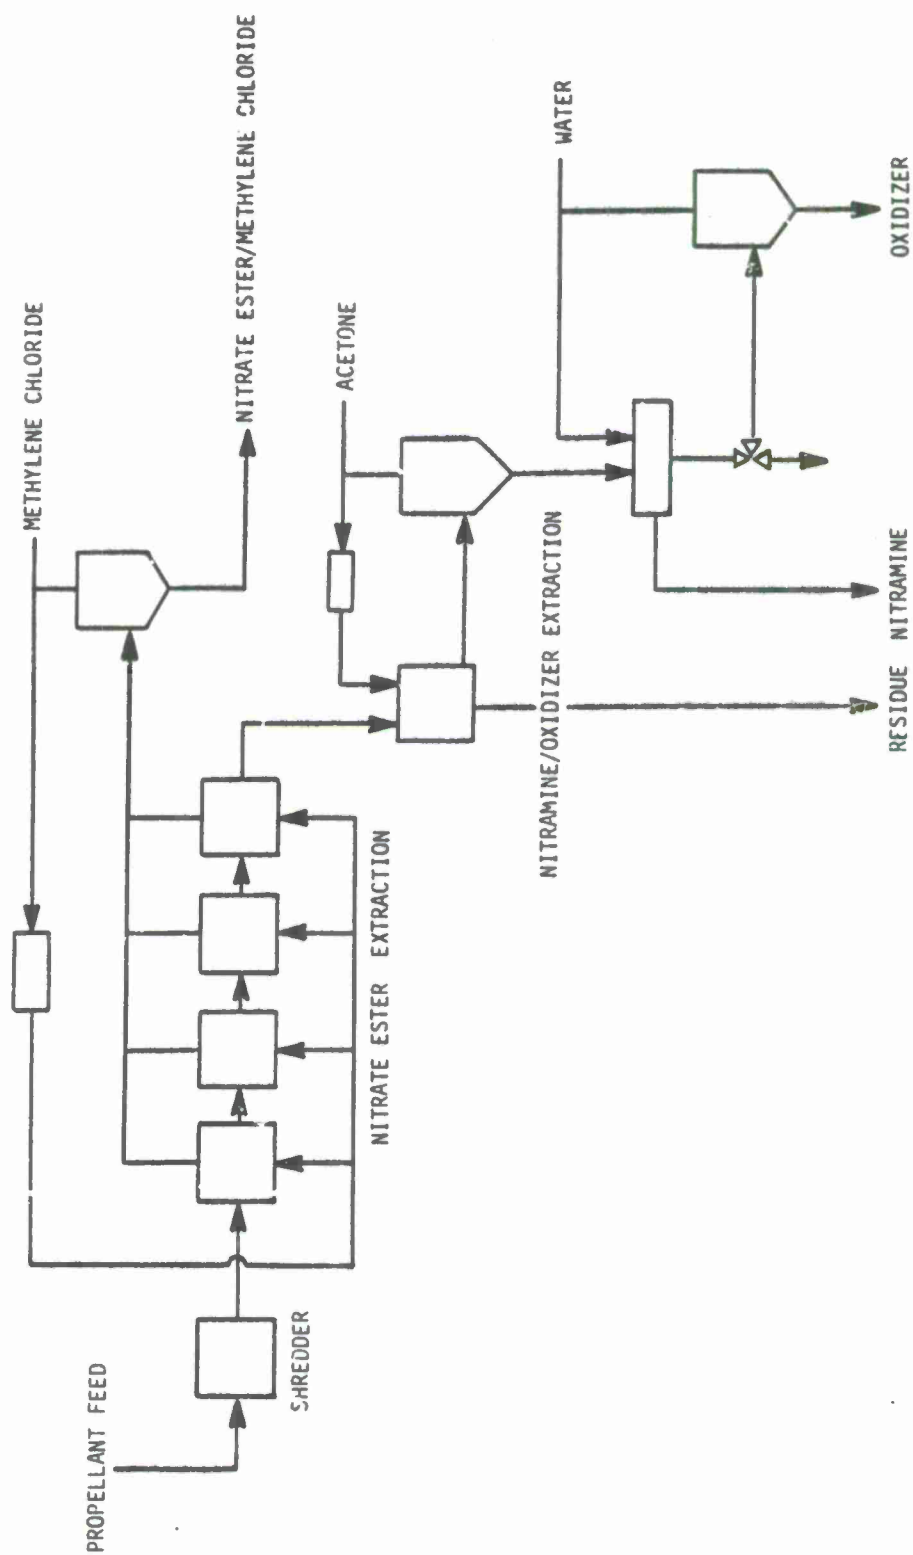 PROPELLANT FEED
SHREDDER
METHYLENE CHLORIDE
NITRATE ESTER/METHYLENE CHLORIDE
NITRATE ESTER EXTRACTION
ACETONE
NITRAMINE/OXIDIZER EXTRACTION
WATER
RESIDUE
NITRAMINE
OXIDIZER